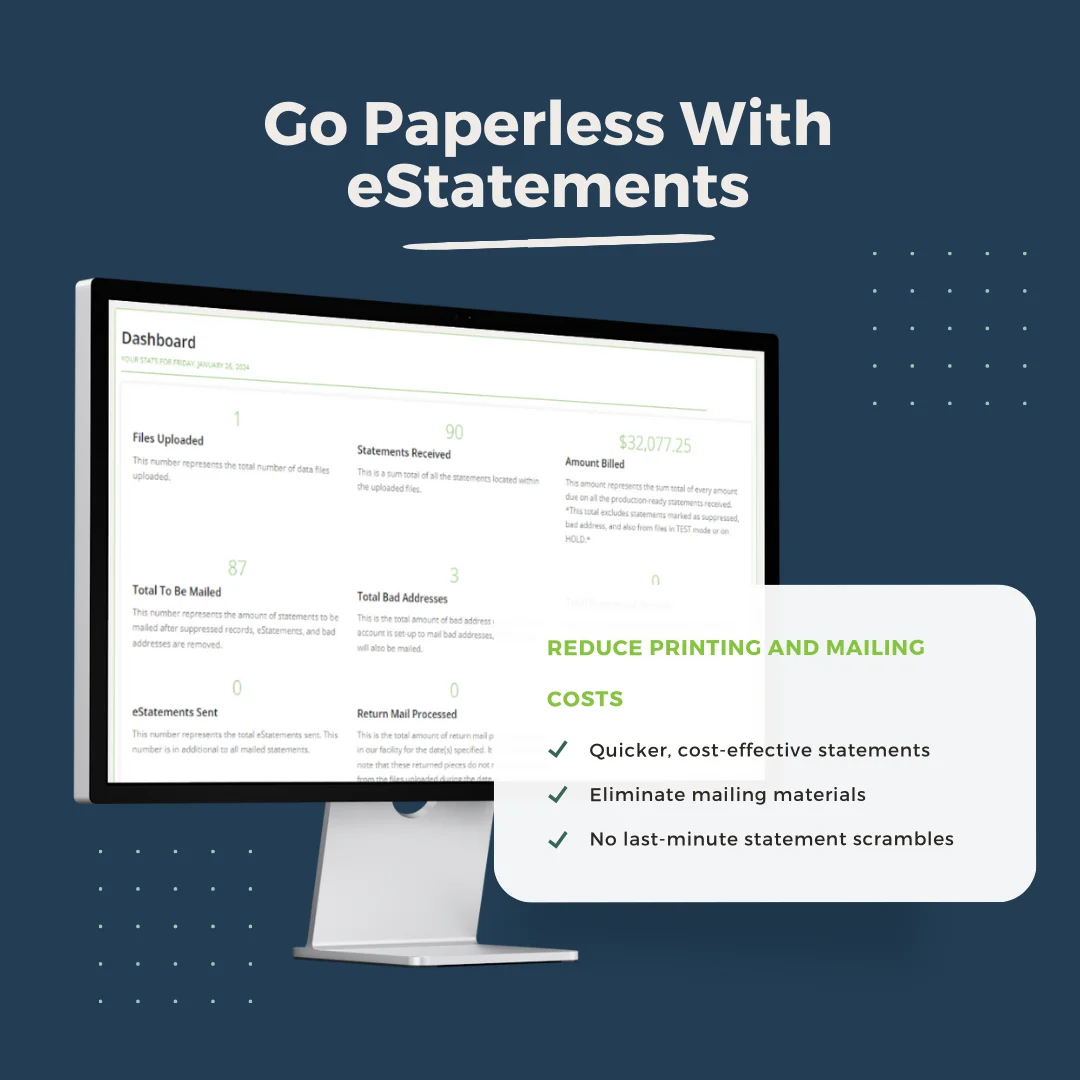 Go Paperless With
eStatements
Dashboard
YOUR STATS FOR FRIDAY, JANUARY 26, 2024
1
Files Uploaded
This number represents the total number of data files
uploaded.
90
Statements Received
This is a sum total of all the statements located within
the uploaded files.
$32,077.25
Amount Billed
This amount represents the sum total of every amount
due on all the production-ready statements received.
*This total excludes statements marked as suppressed,
bad address, and also from files in TEST mode or on
HOLD.*
87
Total To Be Mailed
This number represents the amount of statements to be
mailed after suppressed records, eStatements, and bad
addresses are removed.
3
Total Bad Addresses
This is the total amount of bad address
account is set-up to mail bad addresses,
will also be mailed.
0
0
eStatements Sent
This number represents the total eStatements sent. This
number is in additional to all mailed statements.
0
Return Mail Processed
This is the total amount of return mail p
in our facility for the date(s) specified. It
note that these returned pieces do not
from the files uploaded during the date
REDUCE PRINTING AND MAILING
COSTS
Quicker, cost-effective statements
Eliminate mailing materials
No last-minute statement scrambles